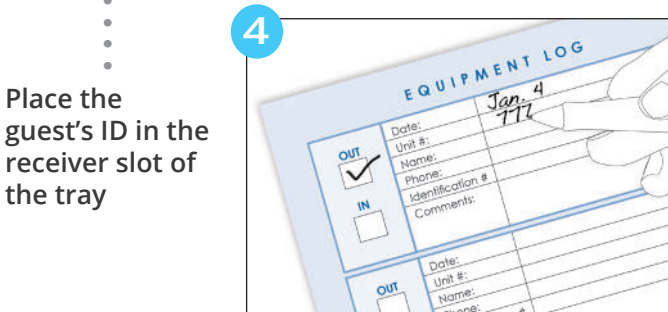 Place the
guest's ID in the
receiver slot of
the tray
4
EQUIPMENT LOG
OUT
IN
Date: Jan. 4
Unit #: 777
Name:
Phone:
Identification #
Comments:
OUT
Date:
Unit #:
Name: